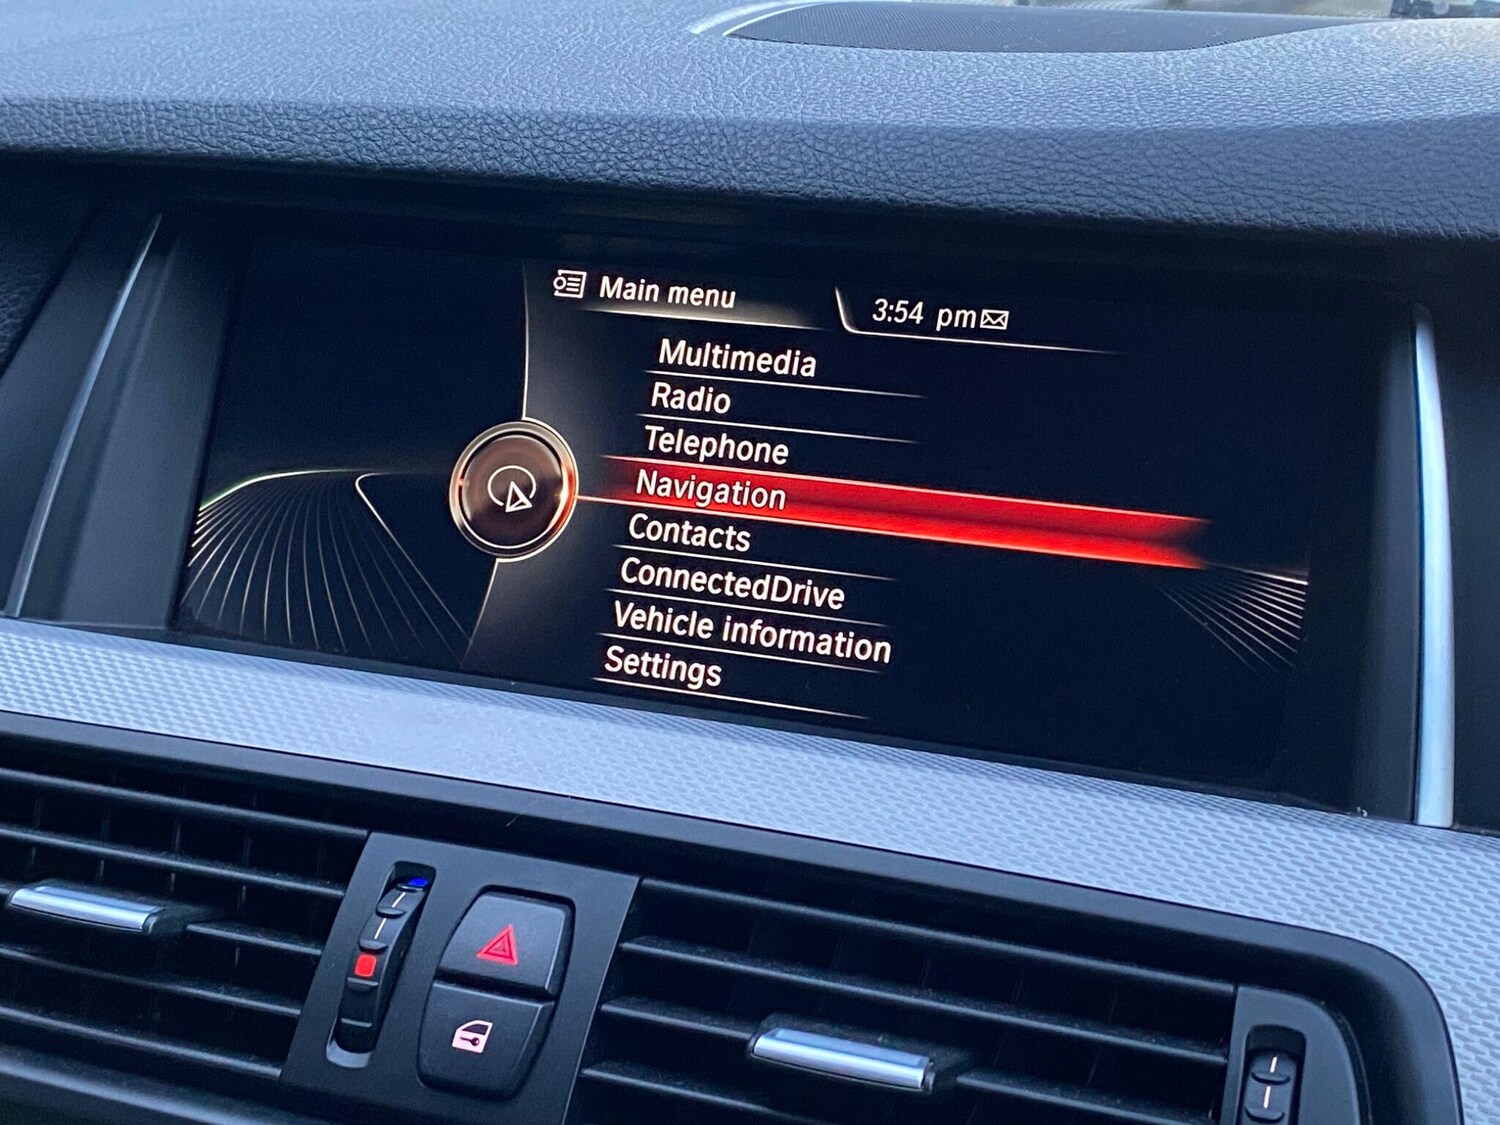 Main menu
3:54 pm
Multimedia
Radio
Telephone
Navigation
Contacts
ConnectedDrive
Vehicle information
Settings